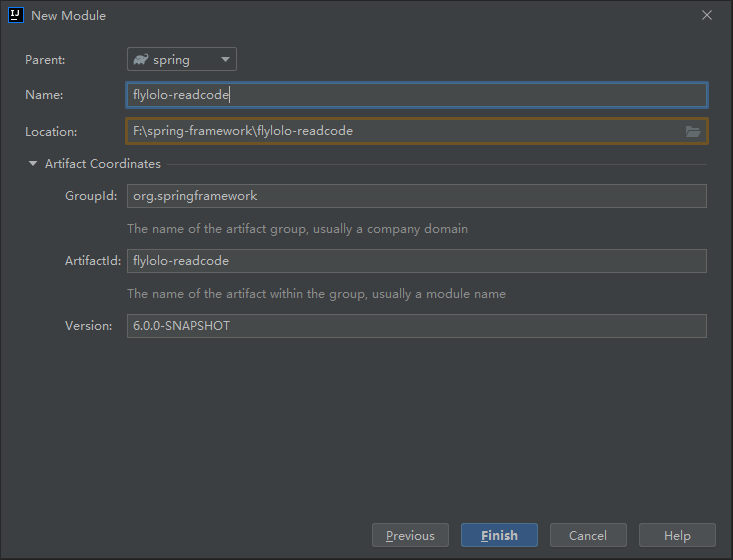 IJ New Module
Parent: spring
Name: flylolo-readcode
Location: F:\spring-framework\flylolo-readcode
Artifact Coordinates
GroupId: org.springframework
The name of the artifact group, usually a company domain
ArtifactId: flylolo-readcode
The name of the artifact within the group, usually a module name
Version: 6.0.0-SNAPSHOT
Previous Finish Cancel Help